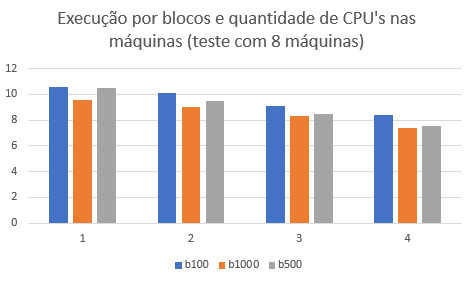 Execução por blocos e quantidade de CPU's nas
máquinas (teste com 8 máquinas)
12
10
8
6
4
2
0
1 2 3 4
b100 b1000 b500